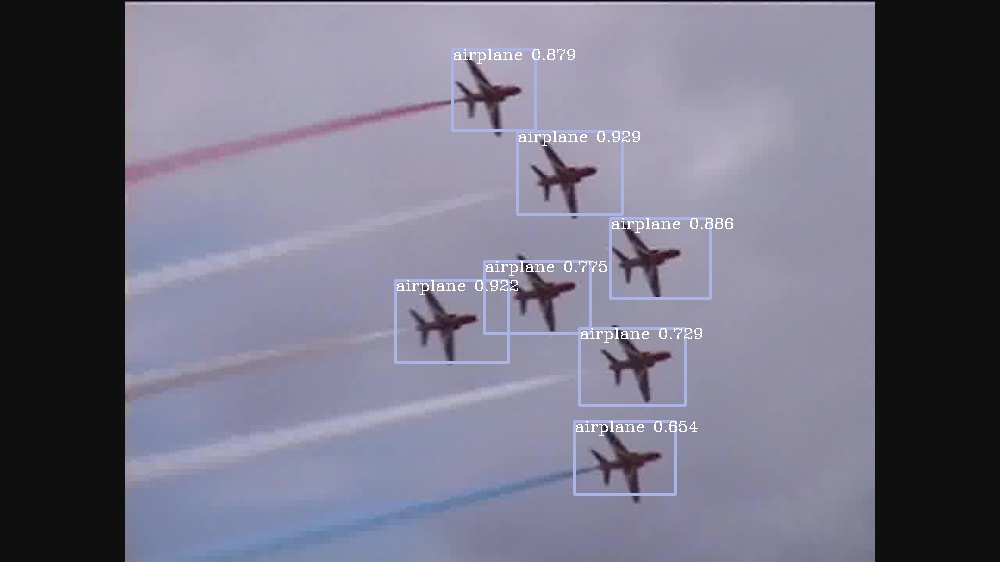 airplane 0.879
airplane 0.929
airplane 0.886
airplane 0.775
airplane 0.922
airplane 0.729
airplane 0.654